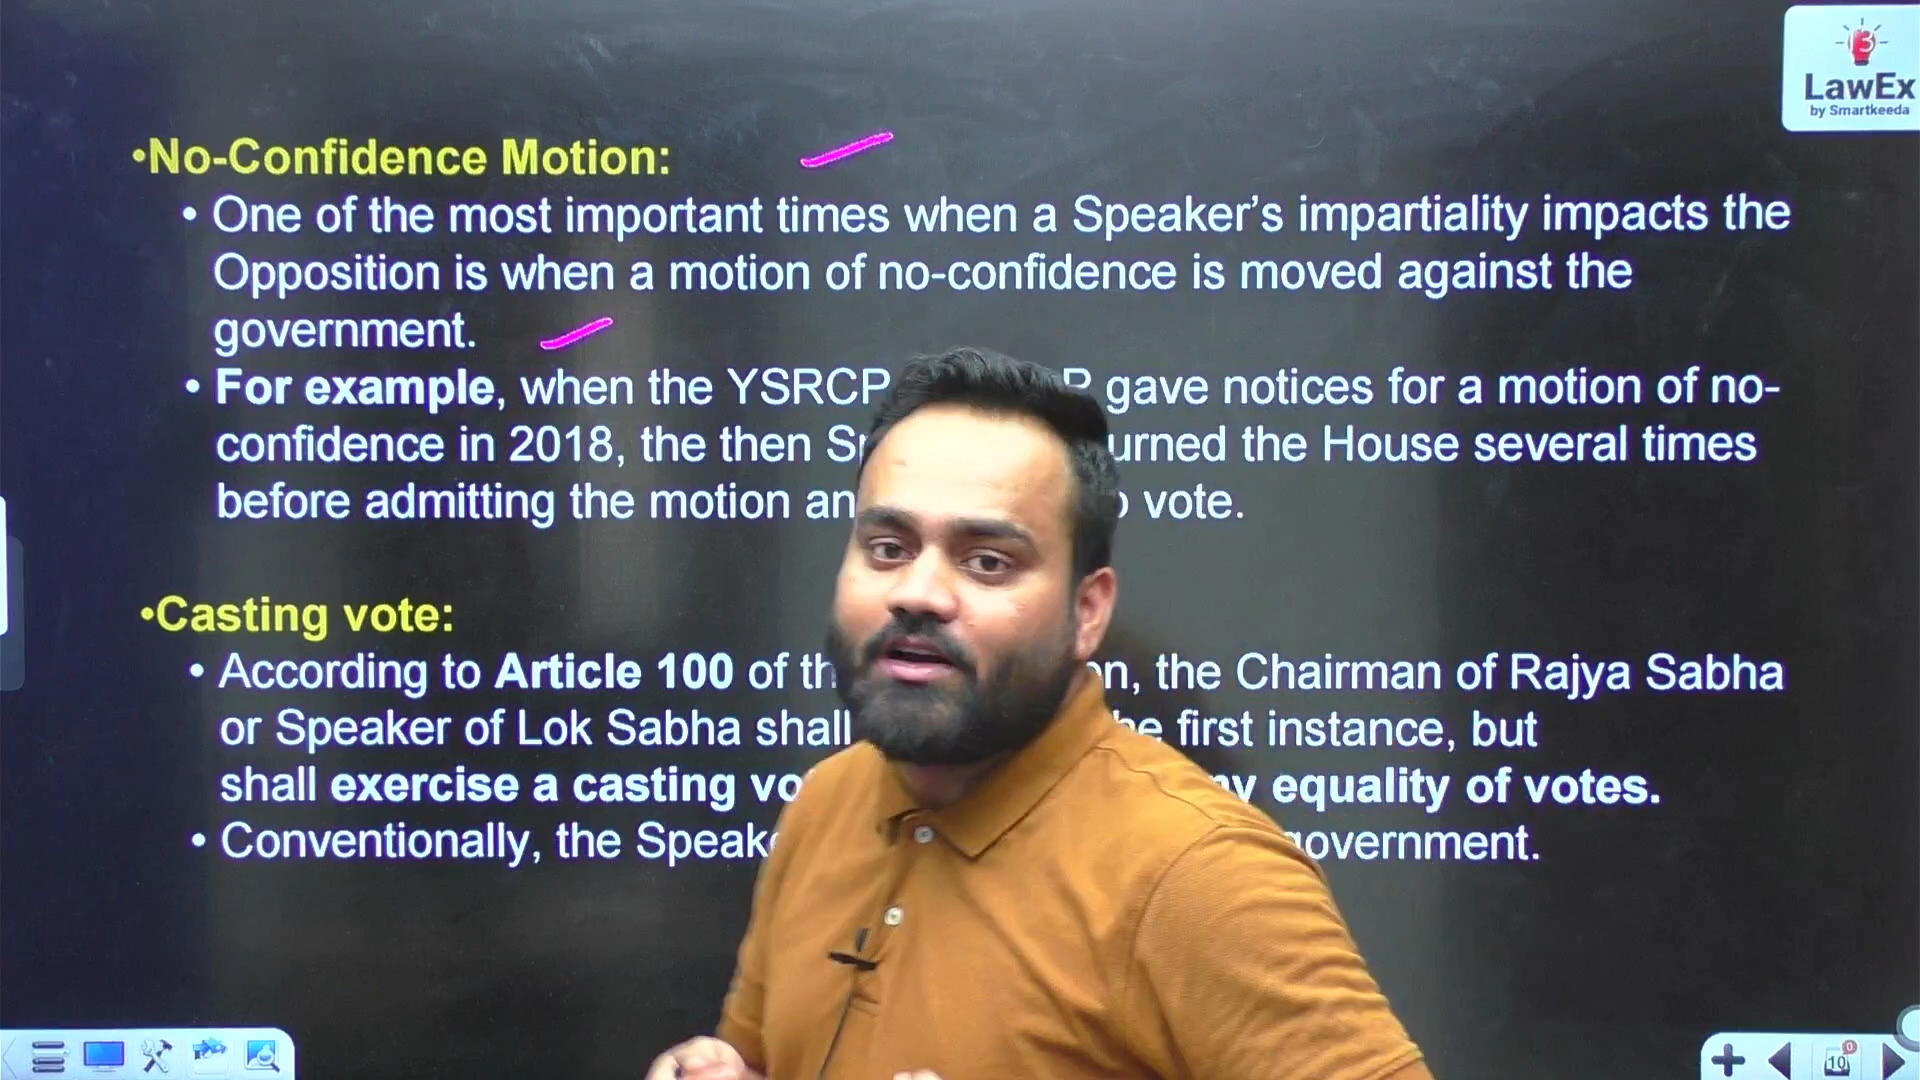 LawEx
by Smartkeeda
•No-Confidence Motion:
• One of the most important times when a Speaker’s impartiality impacts the
Opposition is when a motion of no-confidence is moved against the
government.
• For example, when the YSRCP gave notices for a motion of no-
confidence in 2018, the then the House several times
before admitting the motion vote.
•Casting vote:
• According to Article 100 of the Chairman of Rajya Sabha
or Speaker of Lok Sabha shall first instance, but
shall exercise a casting equality of votes.
• Conventionally, the government.
10
0